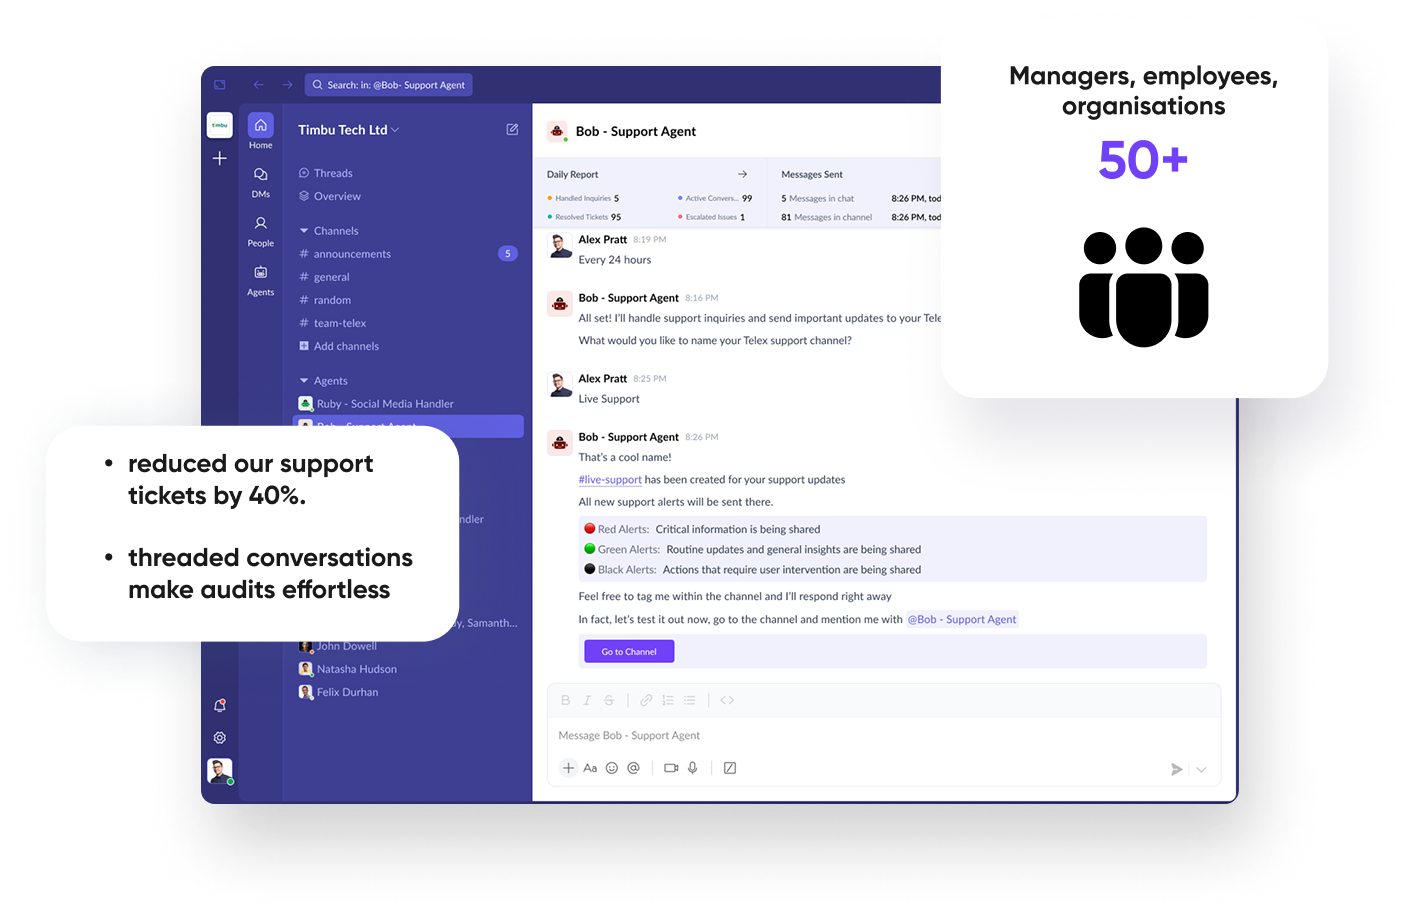 Search: in: @Bob- Support Agent
timbu
Home
DMs
People
Agents
Timbu Tech Ltd
Threads
Overview
Channels
# announcements 5
# general
# random
# team-telex
Add channels
Agents
Ruby - Social Media Handler
Bob - Support Agent
ndler
ly, Samanth...
John Dowell
Natasha Hudson
Felix Durhan
Bob - Support Agent
Daily Report
Handled Inquiries 5
Active Convers... 99
Resolved Tickets 95
Escalated Issues 1
Messages Sent
5 Messages in chat 8:26 PM, tod
81 Messages in channel 8:26 PM, tod
Alex Pratt 8:19 PM
Every 24 hours
Bob - Support Agent 8:16 PM
All set! I'll handle support inquiries and send important updates to your Tele
What would you like to name your Telex support channel?
Alex Pratt 8:25 PM
Live Support
Bob - Support Agent 8:26 PM
That's a cool name!
#live-support has been created for your support updates
All new support alerts will be sent there.
Red Alerts: Critical information is being shared
Green Alerts: Routine updates and general insights are being shared
Black Alerts: Actions that require user intervention are being shared
Feel free to tag me within the channel and I'll respond right away
In fact, let's test it out now, go to the channel and mention me with @Bob - Support Agent
Go to Channel
B I S
Message Bob - Support Agent
Aa
Managers, employees,
organisations
50+
• reduced our support
tickets by 40%.
• threaded conversations
make audits effortless